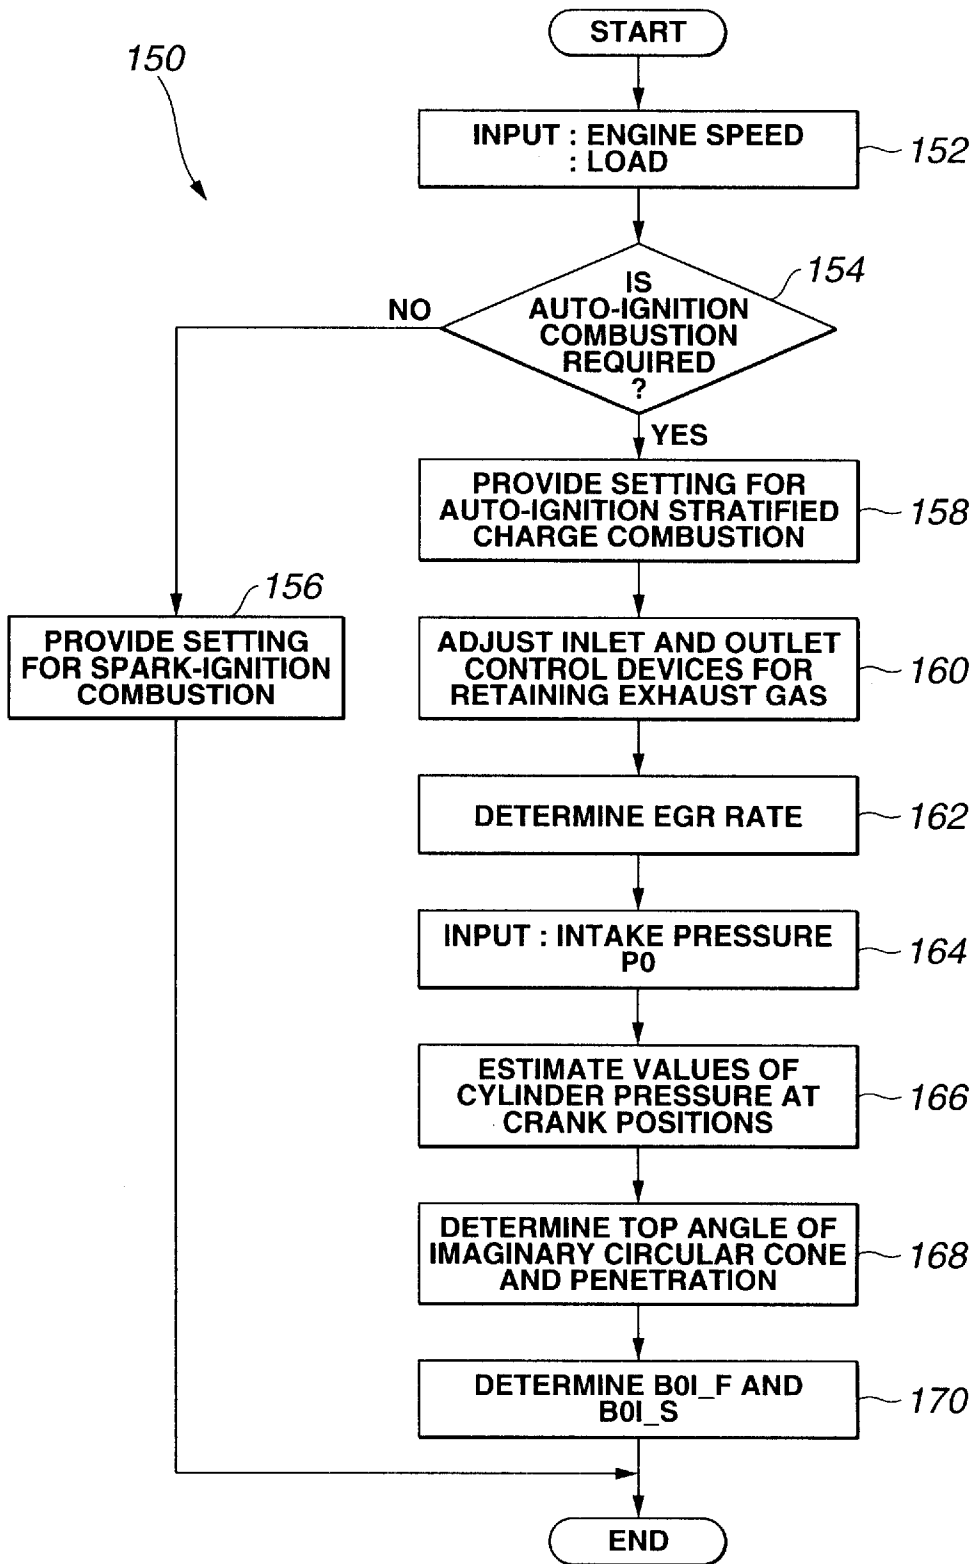 START
150
INPUT : ENGINE SPEED
: LOAD
152
IS
AUTO-IGNITION
COMBUSTION
REQUIRED
?
154
NO
YES
PROVIDE SETTING FOR
AUTO-IGNITION STRATIFIED
CHARGE COMBUSTION
158
156
PROVIDE SETTING
FOR SPARK-IGNITION
COMBUSTION
ADJUST INLET AND OUTLET
CONTROL DEVICES FOR
RETAINING EXHAUST GAS
160
DETERMINE EGR RATE
162
INPUT : INTAKE PRESSURE
P0
164
ESTIMATE VALUES OF
CYLINDER PRESSURE AT
CRANK POSITIONS
166
DETERMINE TOP ANGLE OF
IMAGINARY CIRCULAR CONE
AND PENETRATION
168
DETERMINE B0I_F AND
B0I_S
170
END